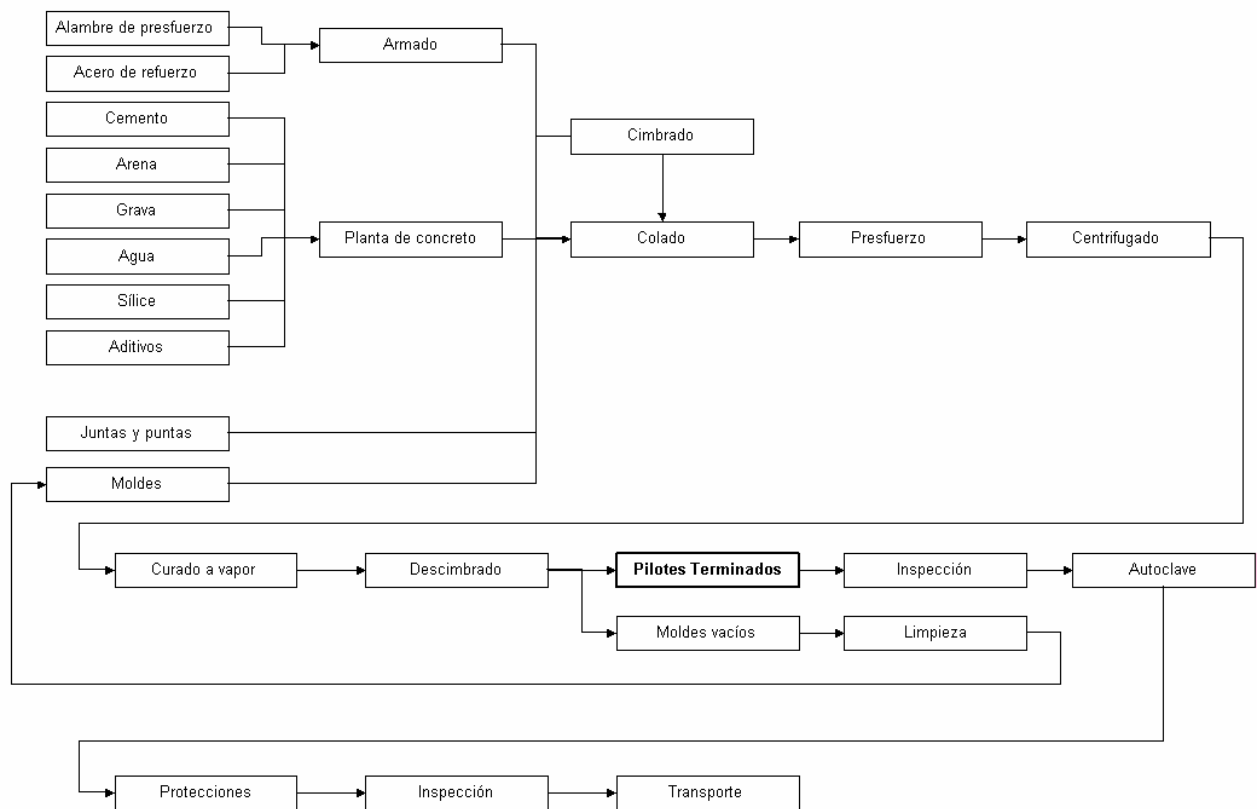 Alambre de presfuerzo
Armado
Acero de refuerzo
Cemento
Cimbrado
Arena
Grava
Planta de concreto
Colado
Presfuerzo
Centrifugado
Agua
Sílice
Aditivos
Juntas y puntas
Moldes
Curado a vapor
Descimbrado
Pilotes Terminados
Inspección
Autoclave
Moldes vacíos
Limpieza
Protecciones
Inspección
Transporte